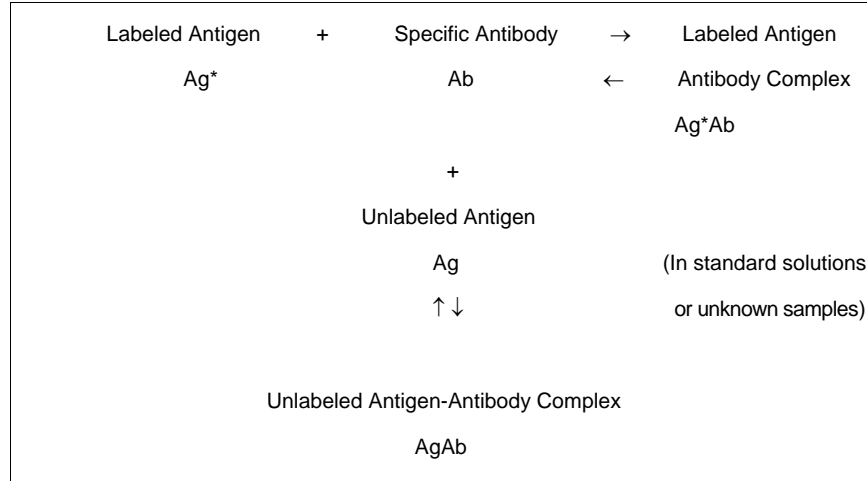 Labeled Antigen + Specific Antibody → Labeled Antigen
Ag* Ab ← Antibody Complex
Ag*Ab
+
Unlabeled Antigen
Ag (In standard solutions
↑↓ or unknown samples)
Unlabeled Antigen-Antibody Complex
AgAb